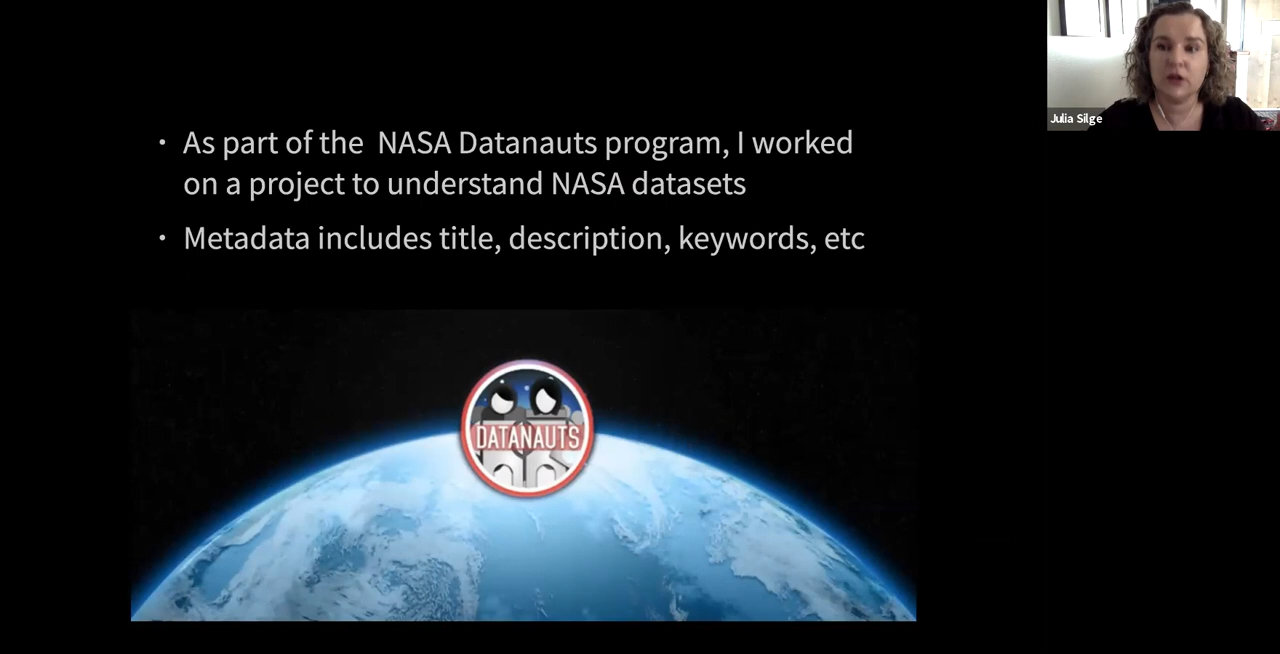 • As part of the  NASA Datanauts program, I worked
on a project to understand NASA datasets
• Metadata includes title, description, keywords, etc
DATANAUTS
Julia Silge